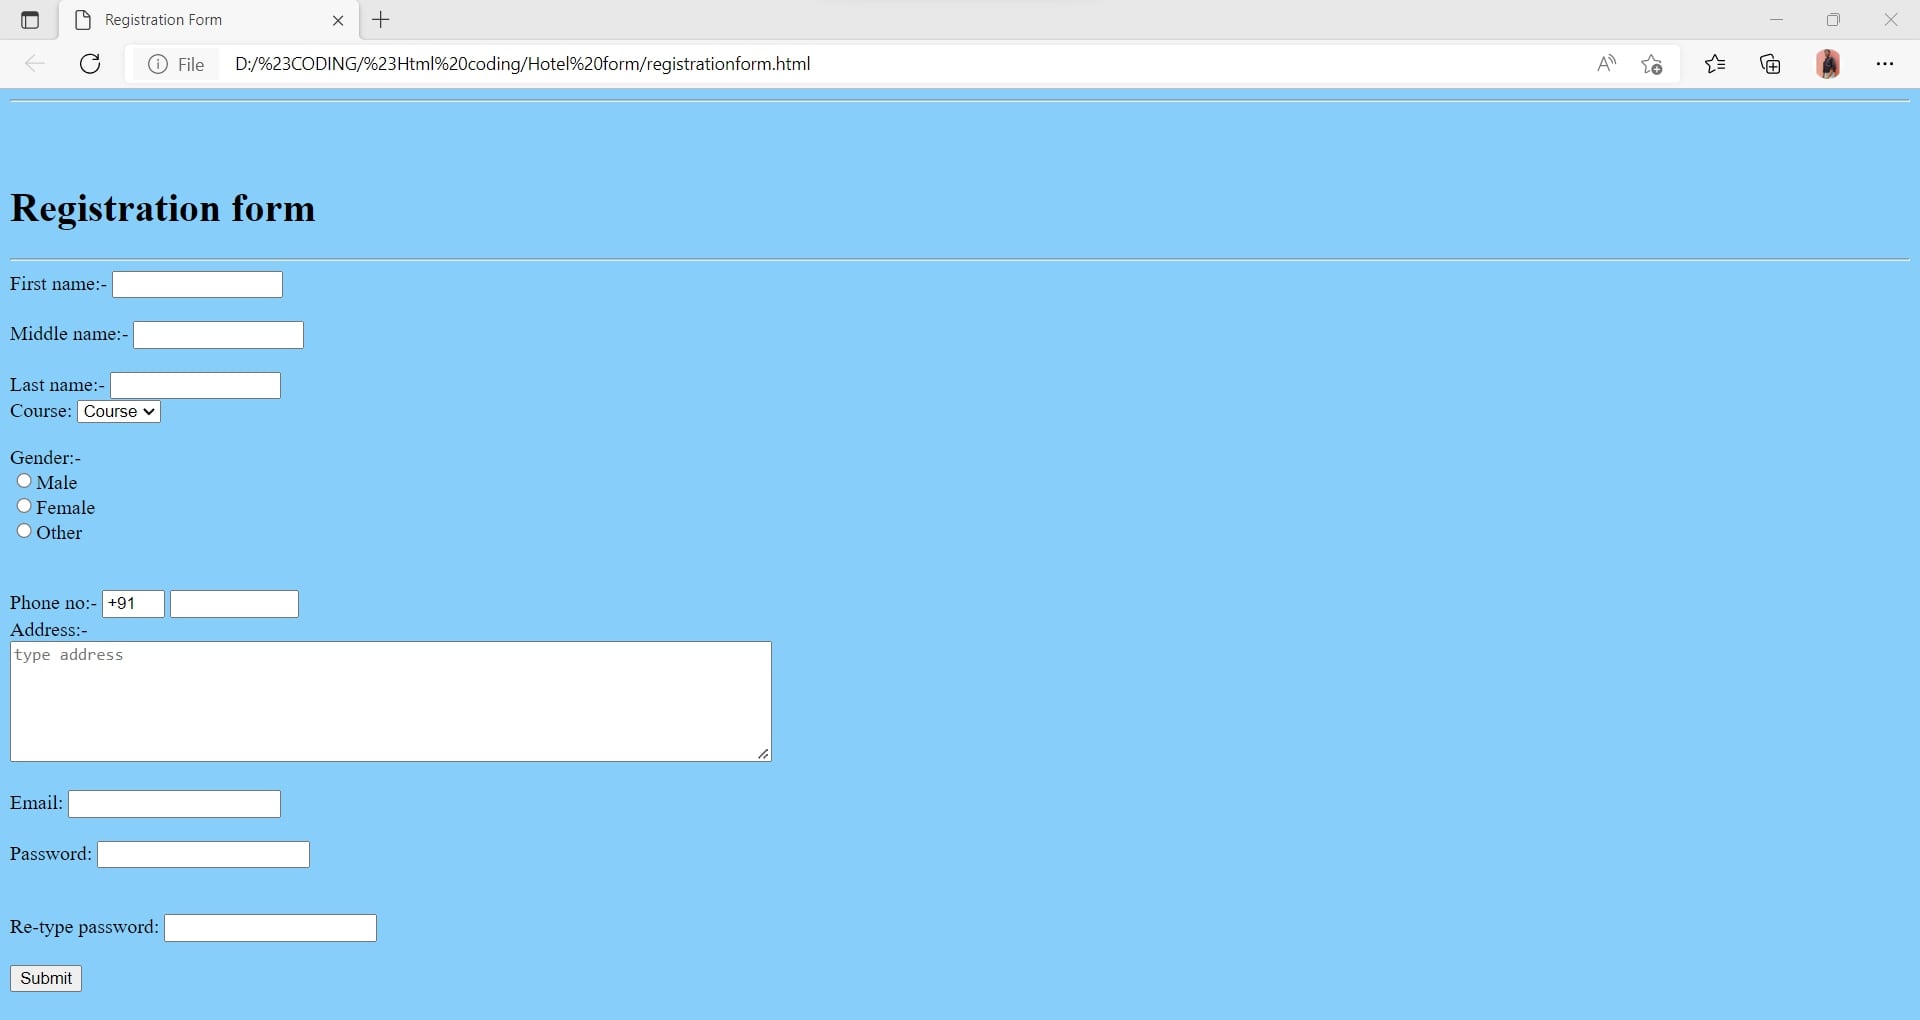 Registration Form
File D:/%23CODING/%23Html%20coding/Hotel%20form/registrationform.html
Registration form
First name:-
Middle name:-
Last name:-
Course: Course
Gender:-
Male
Female
Other
Phone no:- +91
Address:-
type address
Email:
Password:
Re-type password:
Submit